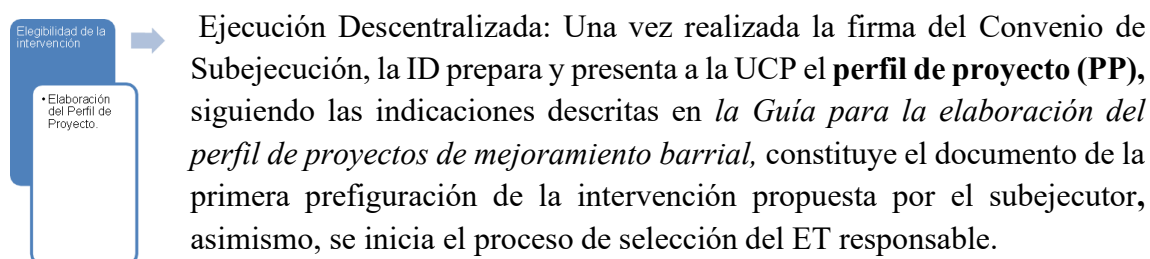 Elegibilidad de la
intervención
• Elaboración
del Perfil de
Proyecto.
Ejecución Descentralizada: Una vez realizada la firma del Convenio de
Subejecución, la ID prepara y presenta a la UCP el perfil de proyecto (PP),
siguiendo las indicaciones descritas en la Guía para la elaboración del
perfil de proyectos de mejoramiento barrial, constituye el documento de la
primera prefiguración de la intervención propuesta por el subejecutor,
asimismo, se inicia el proceso de selección del ET responsable.